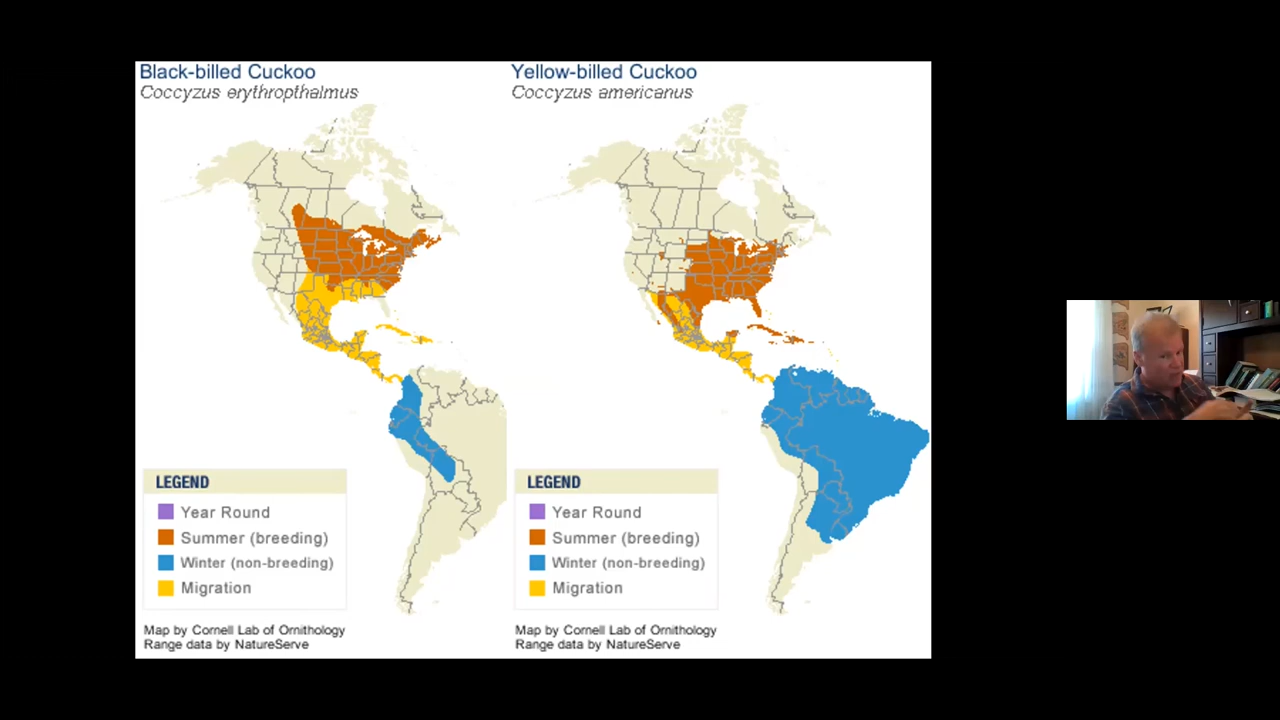 Black-billed Cuckoo
Coccyzus erythropthalmus
LEGEND
Year Round
Summer (breeding)
Winter (non-breeding)
Migration
Map by Cornell Lab of Ornithology
Range data by NatureServe
Yellow-billed Cuckoo
Coccyzus americanus
LEGEND
Year Round
Summer (breeding)
Winter (non-breeding)
Migration
Map by Cornell Lab of Ornithology
Range data by NatureServe